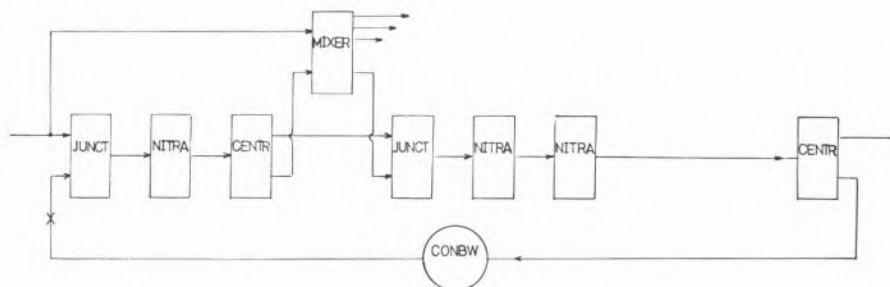 MIXER
JUNCT
NITRA
CENTR
JUNCT
NITRA
NITRA
CENTR
X
CONBW